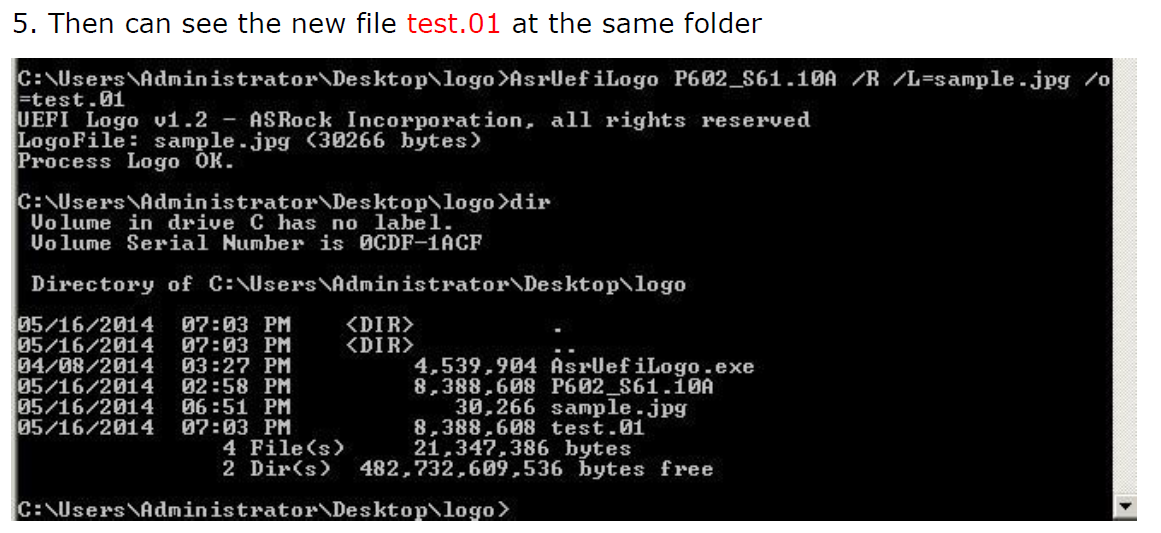 5. Then can see the new file test.01 at the same folder
C:\Users\Administrator\Desktop\logo>AsrUefiLogo P602_S61.10A /R /L=sample.jpg /o
=test.01
UEFI Logo v1.2 - ASRock Incorporation, all rights reserved
LogoFile: sample.jpg (30266 bytes)
Process Logo OK.
C:\Users\Administrator\Desktop\logo>dir
Volume in drive C has no label.
Volume Serial Number is 0CDF-1ACF
Directory of C:\Users\Administrator\Desktop\logo
05/16/2014  07:03 PM    <DIR>          .
05/16/2014  07:03 PM    <DIR>          ..
04/08/2014  03:27 PM         4,539,904 AsrUefiLogo.exe
05/16/2014  02:58 PM         8,388,608 P602_S61.10A
05/16/2014  06:51 PM            30,266 sample.jpg
05/16/2014  07:03 PM         8,388,608 test.01
4 File(s)     21,347,386 bytes
2 Dir(s)  482,732,609,536 bytes free
C:\Users\Administrator\Desktop\logo>